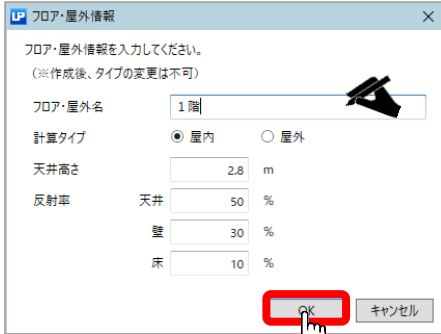 LP フロア・屋外情報
フロア・屋外情報を入力してください。
(※作成後、タイプの変更は不可)
フロア・屋外名 1階
計算タイプ 屋内 屋外
天井高さ 2.8 m
反射率 天井 50 %
壁 30 %
床 10 %
OK キャンセル